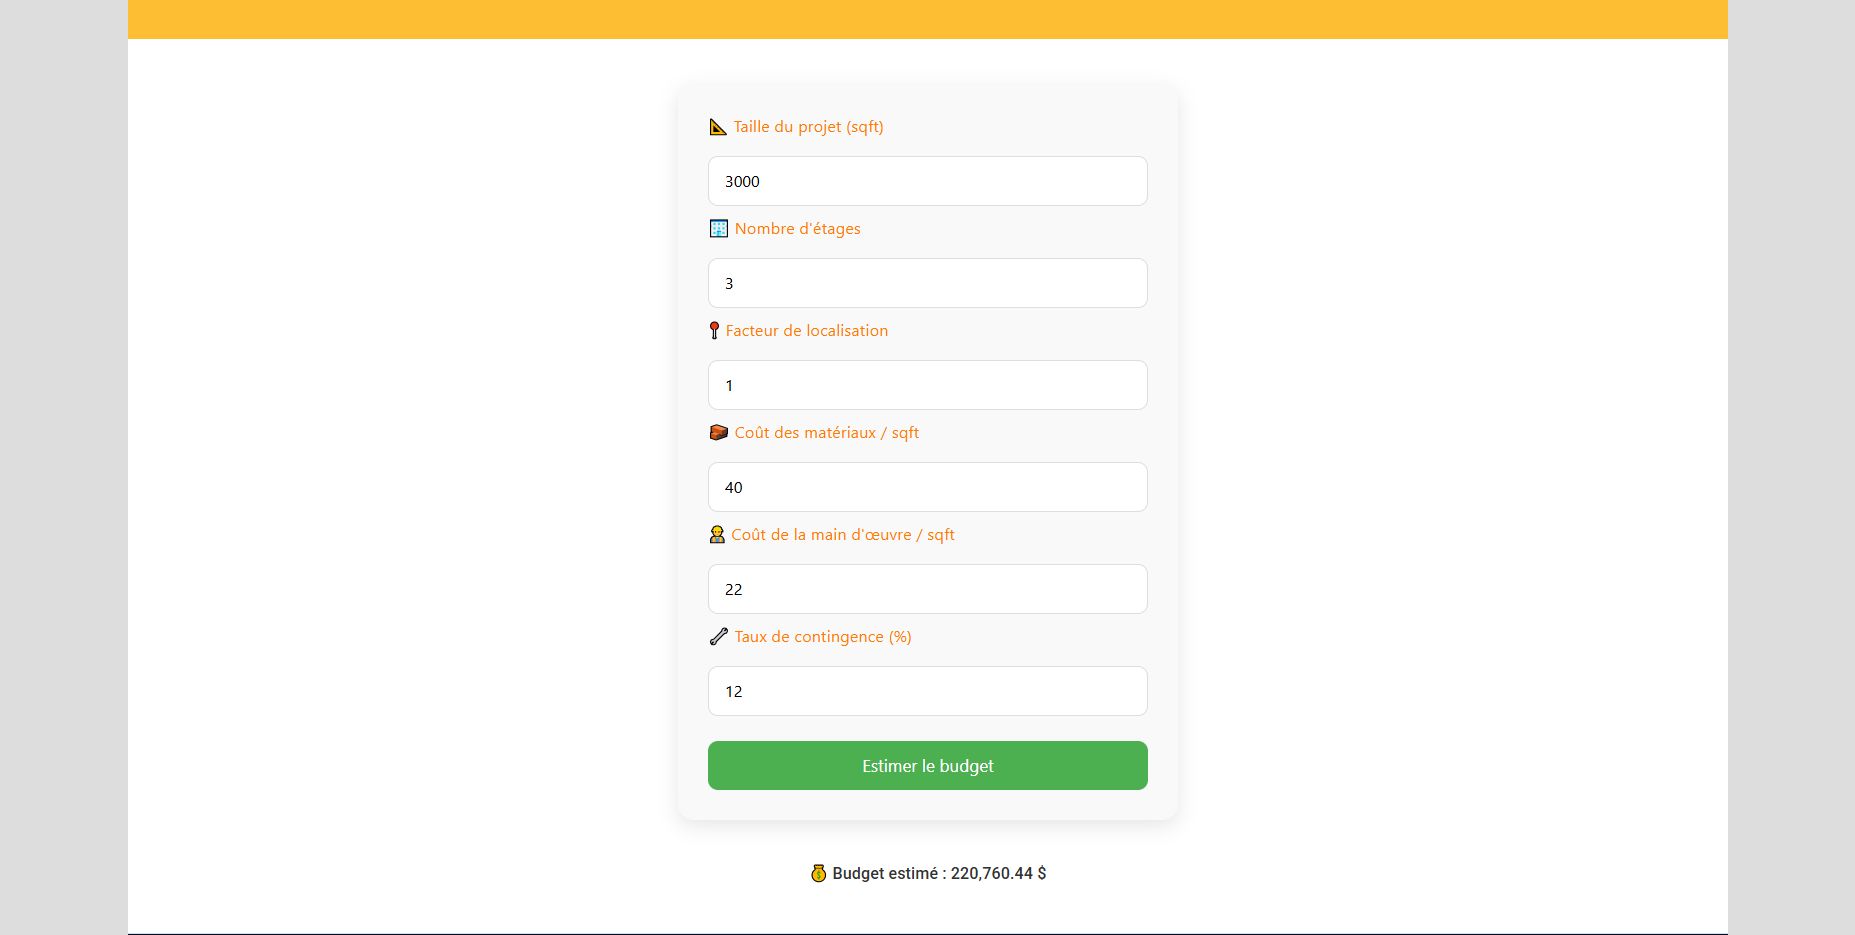 Taille du projet (sqft)
3000
Nombre d'étages
3
Facteur de localisation
1
Coût des matériaux / sqft
40
Coût de la main d'œuvre / sqft
22
Taux de contingence (%)
12
Estimer le budget
Budget estimé : 220,760.44 $